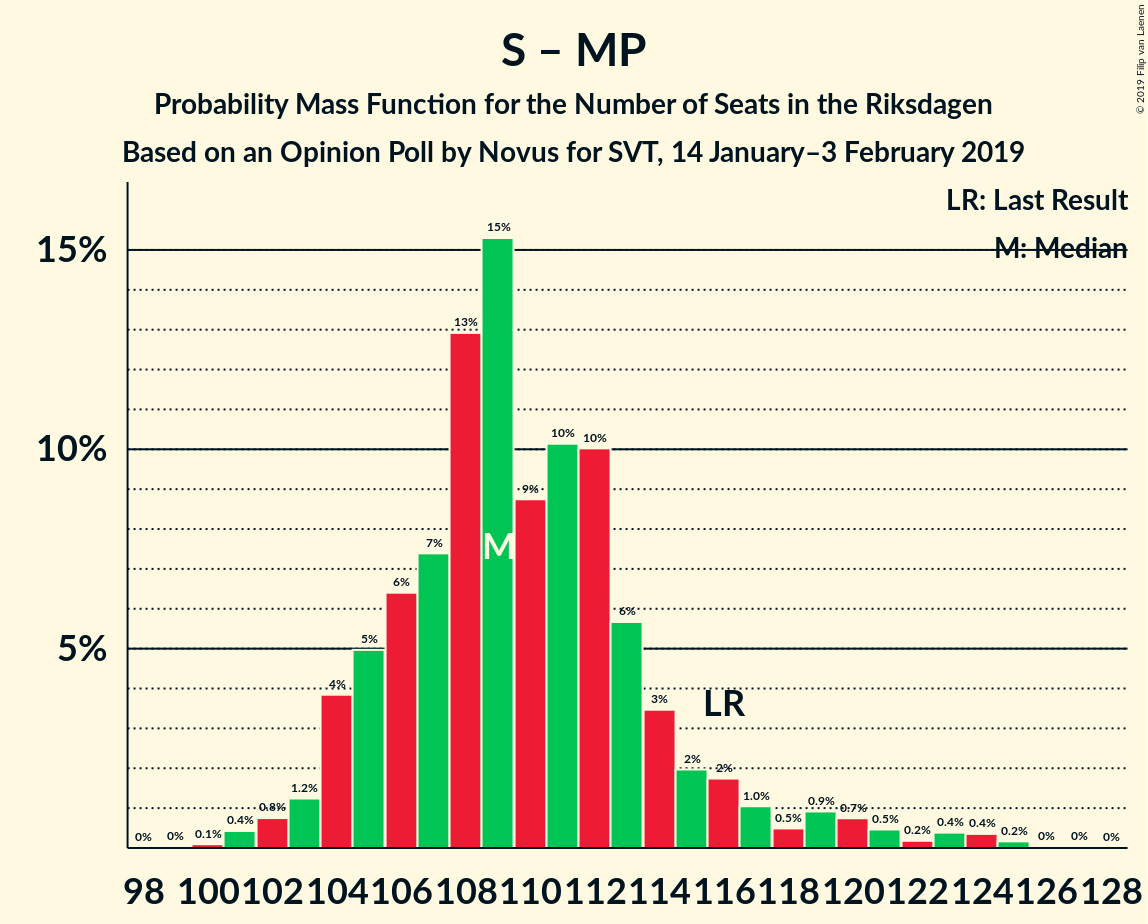 S – MP
Probability Mass Function for the Number of Seats in the Riksdagen
Based on an Opinion Poll by Novus for SVT, 14 January–3 February 2019
© 2019 Filip van Laenen
LR: Last Result
M: Median
15%
10%
5%
0% 0% 0.1% 0.4% 0.8% 1.2% 4% 5% 6% 7% 13% 15% 9% 10% 10% 6% 3% 2% 2% 1.0% 0.5% 0.9% 0.7% 0.5% 0.2% 0.4% 0.4% 0.2% 0% 0% 0%
M
LR
98 100 102 104 106 108 110 112 114 116 118 120 122 124 126 128